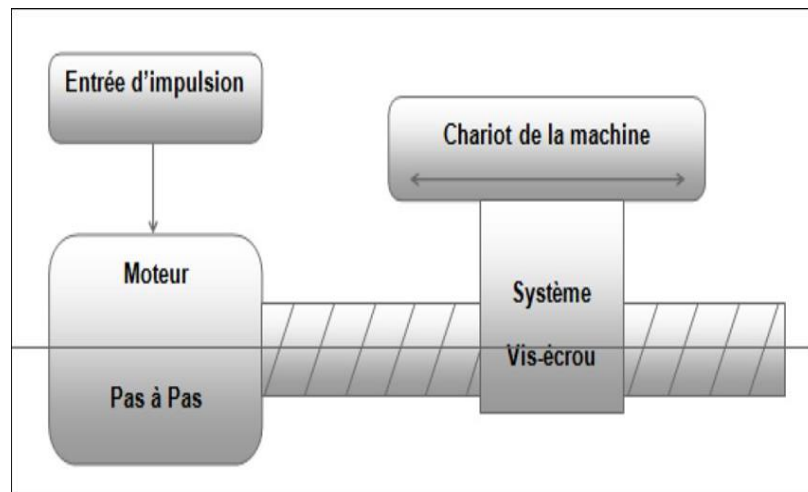 Entrée d’impulsion
Chariot de la machine
Moteur
Pas à Pas
Système
Vis-écrou